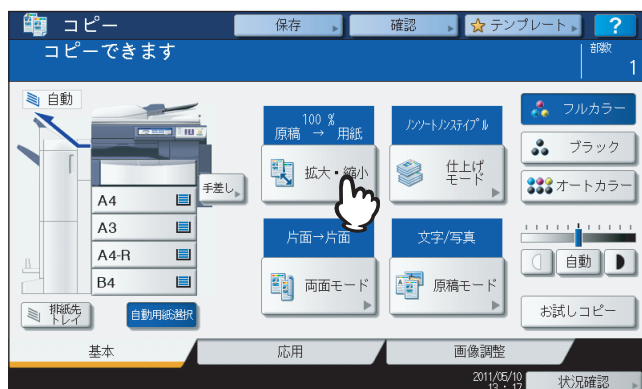 コピー
保存
確認
テンプレート
?
コピーできます
部数
1
自動
A4
A3
A4-R
B4
手差し
排紙先
トレイ
自動用紙選択
100 %
原稿 → 用紙
拡大・縮小
ノンソートノンステイプル
仕上げ
モード
片面→片面
両面モード
文字/写真
原稿モード
フルカラー
ブラック
オートカラー
自動
お試しコピー
基本
応用
画像調整
2011/05/10
13 : 17
状況確認